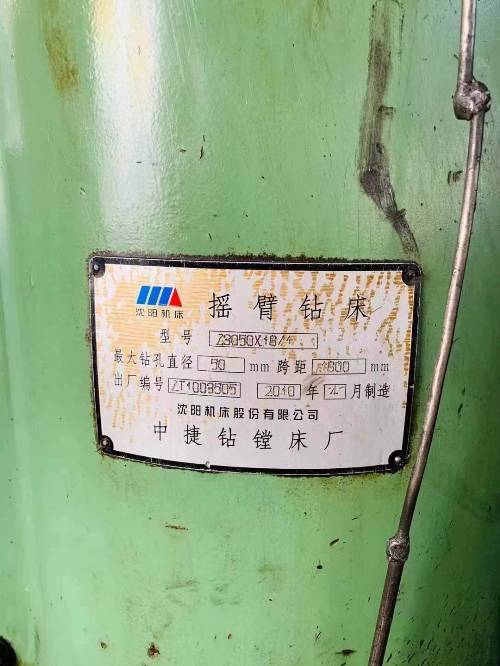 沈阳机床
摇臂钻床
型号 Z3050X16/1
最大钻孔直径 50 mm 跨距 1600 mm
出厂编号 ZT1003505 2010 年 月制造
沈阳机床股份有限公司
中捷钻镗床厂